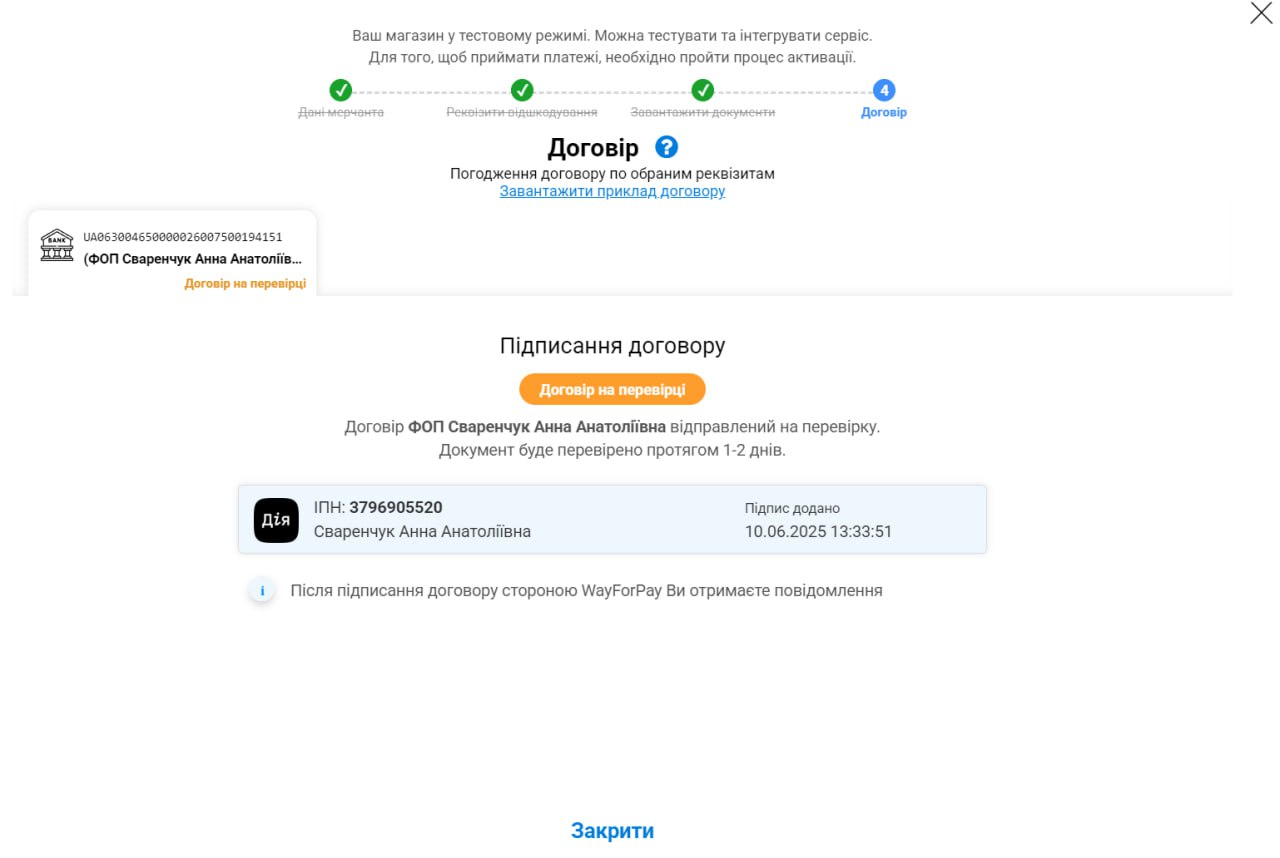 Ваш магазин у тестовому режимі. Можна тестувати та інтегрувати сервіс.
Для того, щоб приймати платежі, необхідно пройти процес активації.
4
Дані мерчанта
Реквізити відшкодування
Завантажити документи
Договір
Договір ?
Погодження договору по обраним реквізитам
Завантажити приклад договору
BANK
UA063004650000026007500194151
(ФОП Сваренчук Анна Анатоліїв...
Договір на перевірці
Підписання договору
Договір на перевірці
Договір ФОП Сваренчук Анна Анатоліївна відправлений на перевірку.
Документ буде перевірено протягом 1-2 днів.
Дія
ІПН: 3796905520
Сваренчук Анна Анатоліївна
Підпис додано
10.06.2025 13:33:51
i Після підписання договору стороною WayForPay Ви отримаєте повідомлення
Закрити